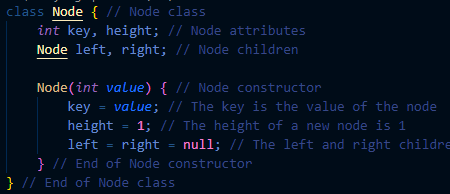 class Node { // Node class
int key, height; // Node attributes
Node left, right; // Node children
Node(int value) { // Node constructor
key = value; // The key is the value of the node
height = 1; // The height of a new node is 1
left = right = null; // The left and right
} // End of Node constructor
} // End of Node class